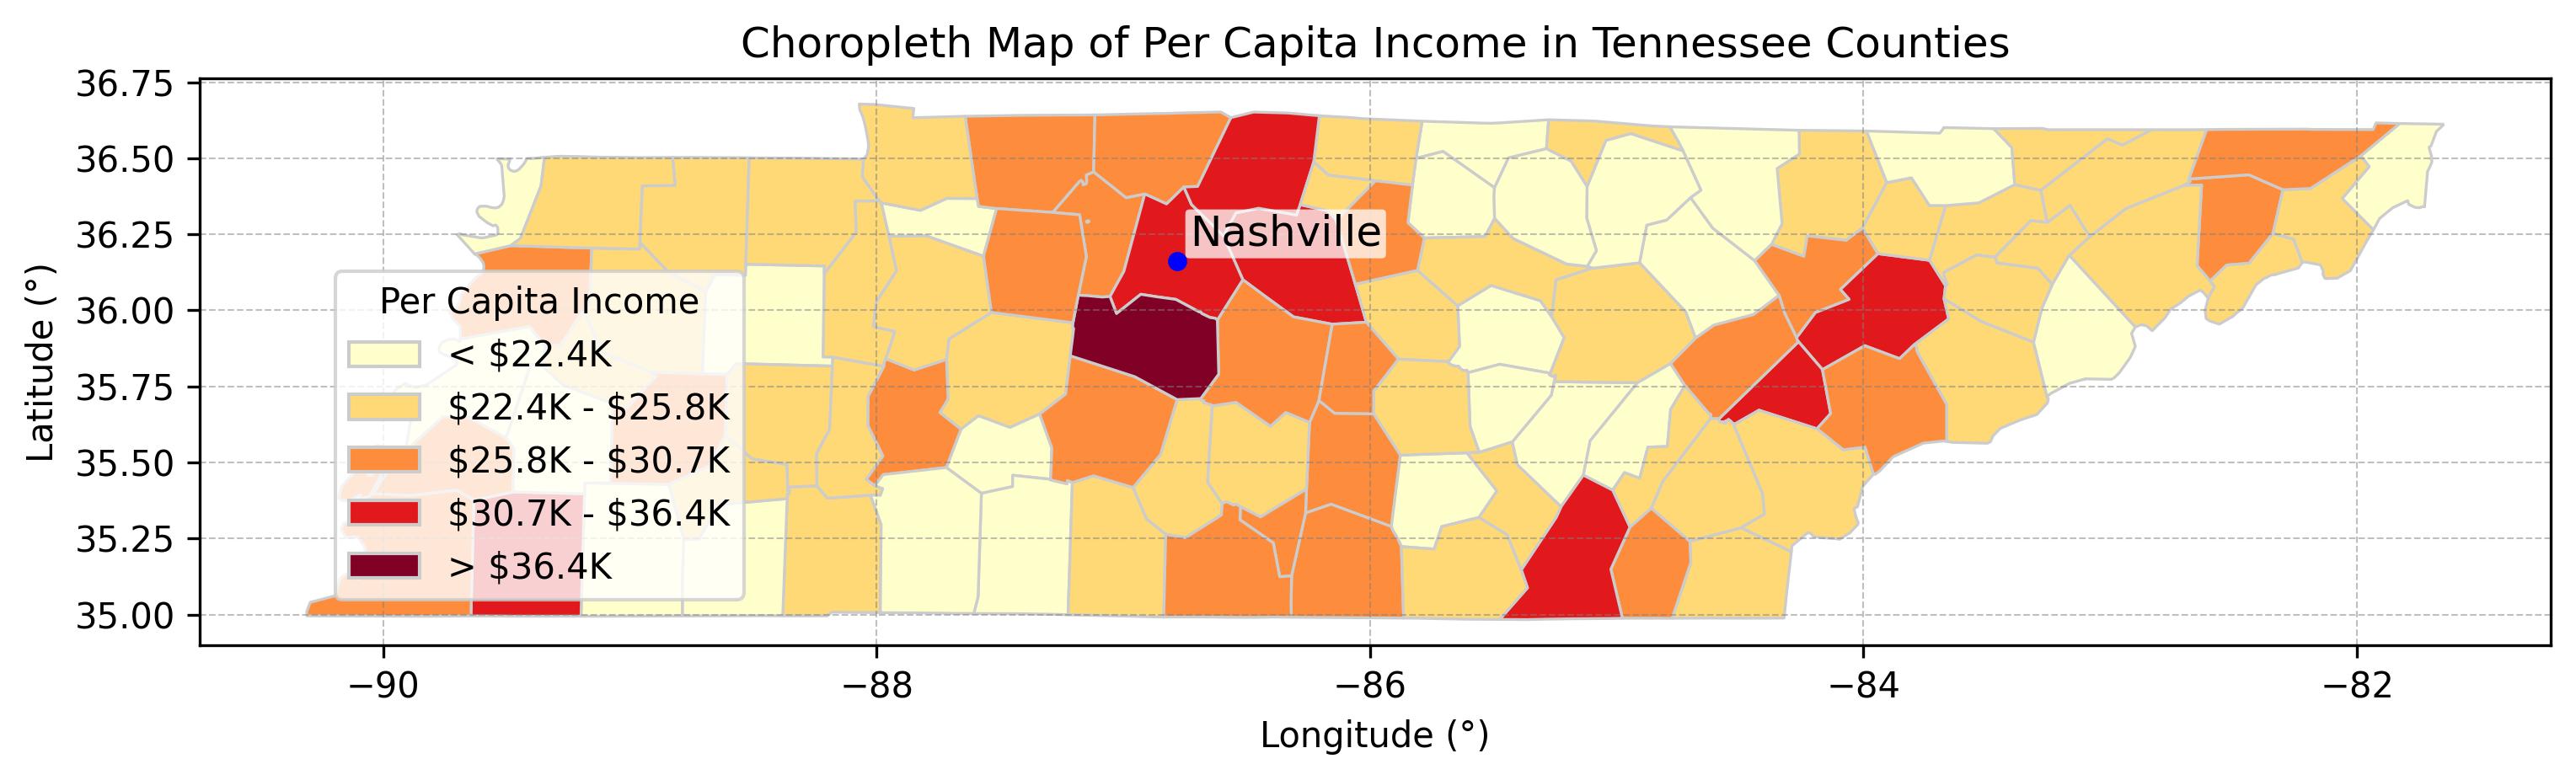 Choropleth Map of Per Capita Income in Tennessee Counties
36.75
36.50
36.25
36.00
35.75
35.50
35.25
35.00
Latitude (°)
Nashville
Per Capita Income
< $22.4K
$22.4K - $25.8K
$25.8K - $30.7K
$30.7K - $36.4K
> $36.4K
−90
−88
−86
−84
−82
Longitude (°)